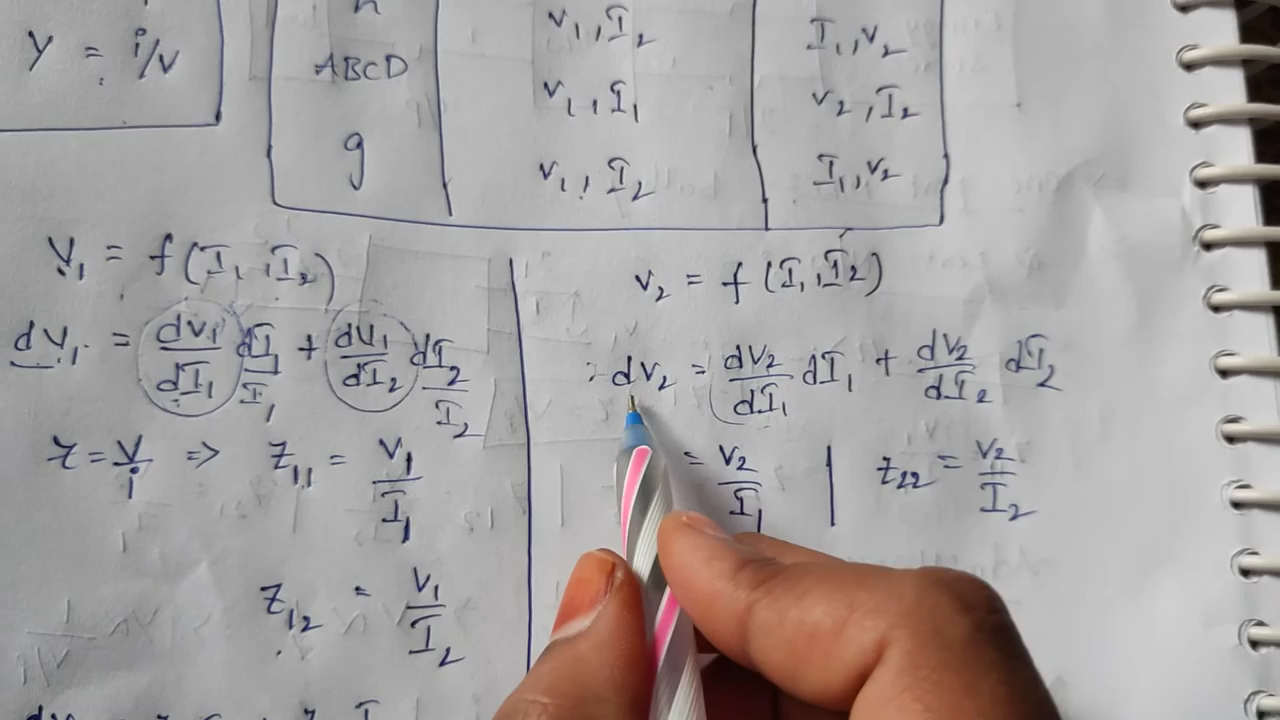 Y = i/v
h V₁, I₂ I₁, V₂
ABCD V₁, I₁ V₂, I₂
g V₁, I₂ I₁, V₂
V₁ = f(I₁, I₂)
dV₁ = dV₁/dI₁ dI₁/I₁ + dV₁/dI₂ dI₂/I₂
z = V/i => Z₁₁ = V₁/I₁
Z₁₂ = V₁/I₂
V₂ = f(I₁, I₂)
dV₂ = dV₂/dI₁ dI₁ + dV₂/dI₂ dI₂
= V₂/I₁ | Z₂₂ = V₂/I₂